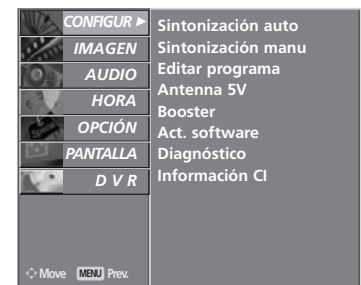 CONFIGUR ►
IMAGEN
AUDIO
HORA
OPCIÓN
PANTALLA
D V R
Sintonización auto
Sintonización manu
Editar programa
Antenna 5V
Booster
Act. software
Diagnóstico
Información CI
Move MENU Prev.